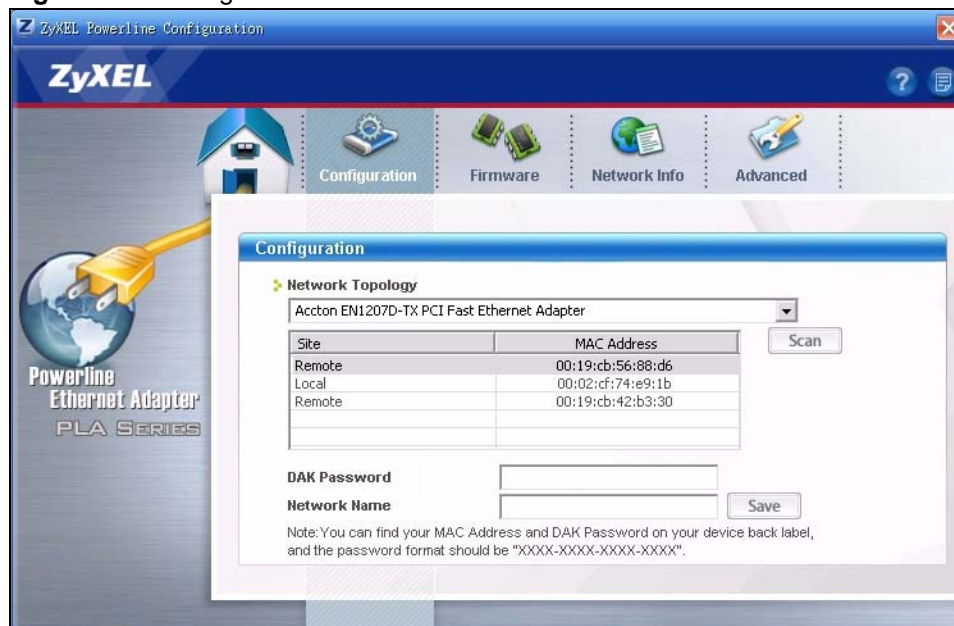 ZyXEL Powerline Configuration
ZyXEL
Configuration
Firmware
Network Info
Advanced
Configuration
Network Topology
Accton EN1207D-TX PCI Fast Ethernet Adapter
Scan
Site MAC Address
Remote 00:19:cb:56:88:d6
Local 00:02:cf:74:e9:1b
Remote 00:19:cb:42:b3:30
Powerline
Ethernet Adapter
PLA SERIES
DAK Password
Network Name
Save
Note:You can find your MAC Address and DAK Password on your device back label,
and the password format should be "XXXX-XXXX-XXXX-XXXX".